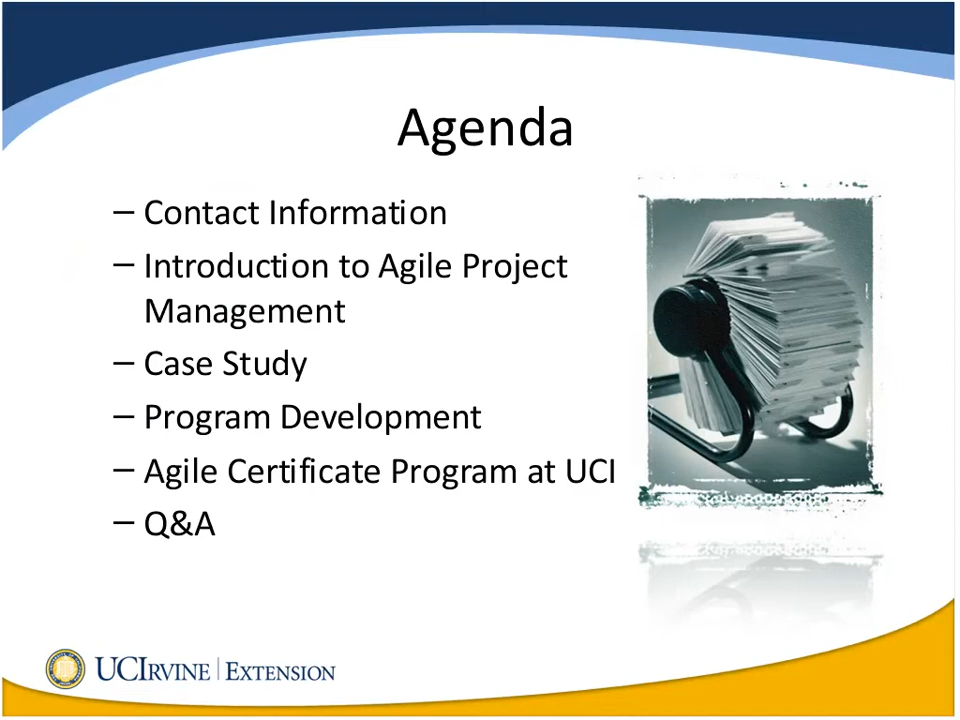 Agenda
– Contact Information
– Introduction to Agile Project
Management
– Case Study
– Program Development
– Agile Certificate Program at UCI
– Q&A
UCIRVINE | EXTENSION